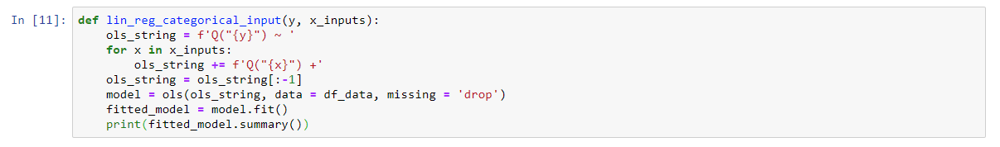 In [11]: def lin_reg_categorical_input(y, x_inputs):
    ols_string = f'Q("{y}") ~ '
    for x in x_inputs:
        ols_string += f'Q("{x}") +'
    ols_string = ols_string[:-1]
    model = ols(ols_string, data = df_data, missing = 'drop')
    fitted_model = model.fit()
    print(fitted_model.summary())